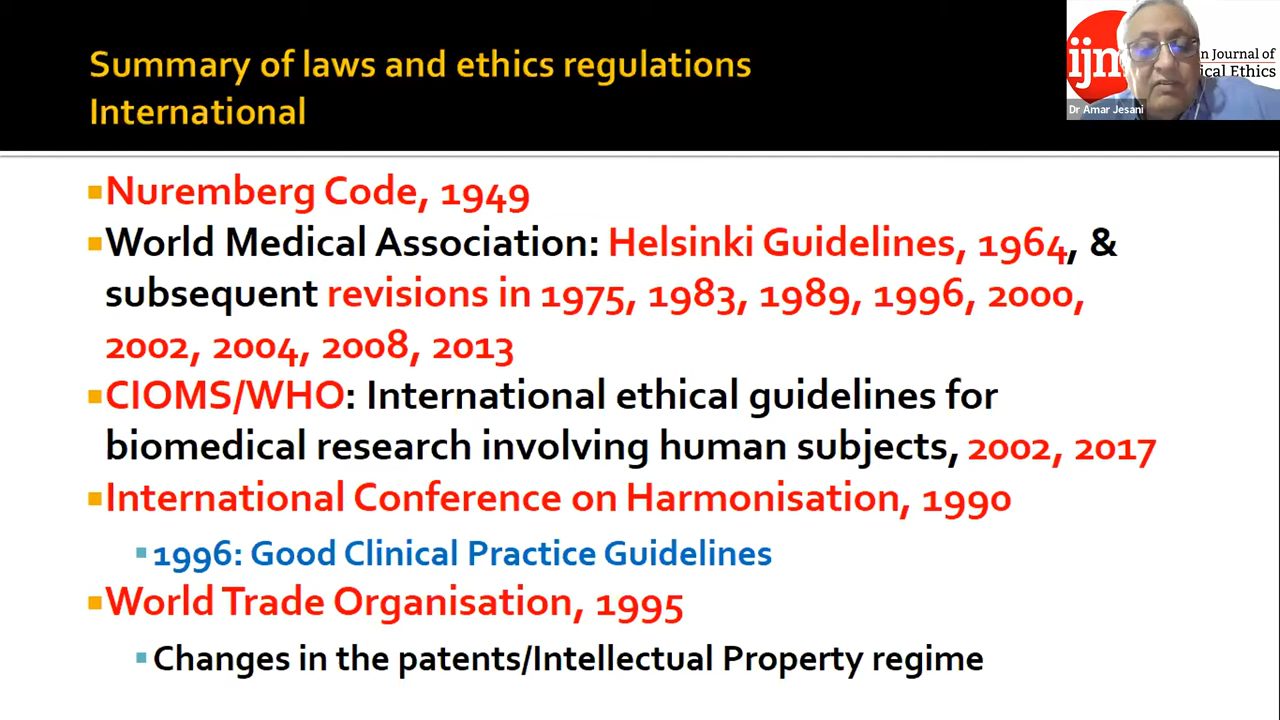 Summary of laws and ethics regulations
International
ijm
n Journal of
ical Ethics
Dr Amar Jesani
Nuremberg Code, 1949
World Medical Association: Helsinki Guidelines, 1964, &
subsequent revisions in 1975, 1983, 1989, 1996, 2000,
2002, 2004, 2008, 2013
CIOMS/WHO: International ethical guidelines for
biomedical research involving human subjects, 2002, 2017
International Conference on Harmonisation, 1990
1996: Good Clinical Practice Guidelines
World Trade Organisation, 1995
Changes in the patents/Intellectual Property regime